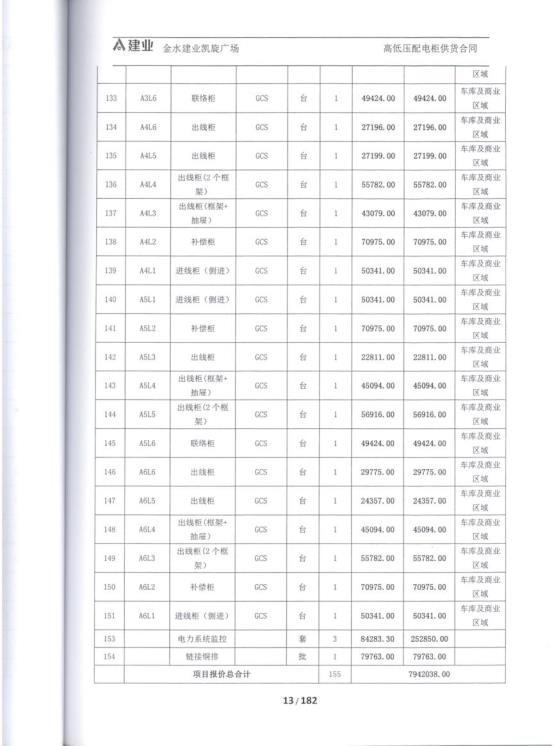 建业 金水建业凯旋广场 高低压配电柜供货合同
区域
133 A3L6 联络柜 GCS 台 1 49424.00 49424.00 车库及商业区域
134 A4L6 出线柜 GCS 台 1 27196.00 27196.00 车库及商业区域
135 A4L5 出线柜 GCS 台 1 27199.00 27199.00 车库及商业区域
136 A4L4 出线柜(2个框架) GCS 台 1 55782.00 55782.00 车库及商业区域
137 A4L3 出线柜(框架+抽屉) GCS 台 1 43079.00 43079.00 车库及商业区域
138 A4L2 补偿柜 GCS 台 1 70975.00 70975.00 车库及商业区域
139 A4L1 进线柜（侧进） GCS 台 1 50341.00 50341.00 车库及商业区域
140 A5L1 进线柜（侧进） GCS 台 1 50341.00 50341.00 车库及商业区域
141 A5L2 补偿柜 GCS 台 1 70975.00 70975.00 车库及商业区域
142 A5L3 出线柜 GCS 台 1 22811.00 22811.00 车库及商业区域
143 A5L4 出线柜(框架+抽屉) GCS 台 1 45094.00 45094.00 车库及商业区域
144 A5L5 出线柜(2个框架) GCS 台 1 56916.00 56916.00 车库及商业区域
145 A5L6 联络柜 GCS 台 1 49424.00 49424.00 车库及商业区域
146 A6L6 出线柜 GCS 台 1 29775.00 29775.00 车库及商业区域
147 A6L5 出线柜 GCS 台 1 24357.00 24357.00 车库及商业区域
148 A6L4 出线柜(框架+抽屉) GCS 台 1 45094.00 45094.00 车库及商业区域
149 A6L3 出线柜(2个框架) GCS 台 1 55782.00 55782.00 车库及商业区域
150 A6L2 补偿柜 GCS 台 1 70975.00 70975.00 车库及商业区域
151 A6L1 进线柜（侧进） GCS 台 1 50341.00 50341.00 车库及商业区域
153 电力系统监控 套 3 84283.30 252850.00
154 链接铜排 批 1 79763.00 79763.00
项目报价总合计 155 7942038.00
13 / 182